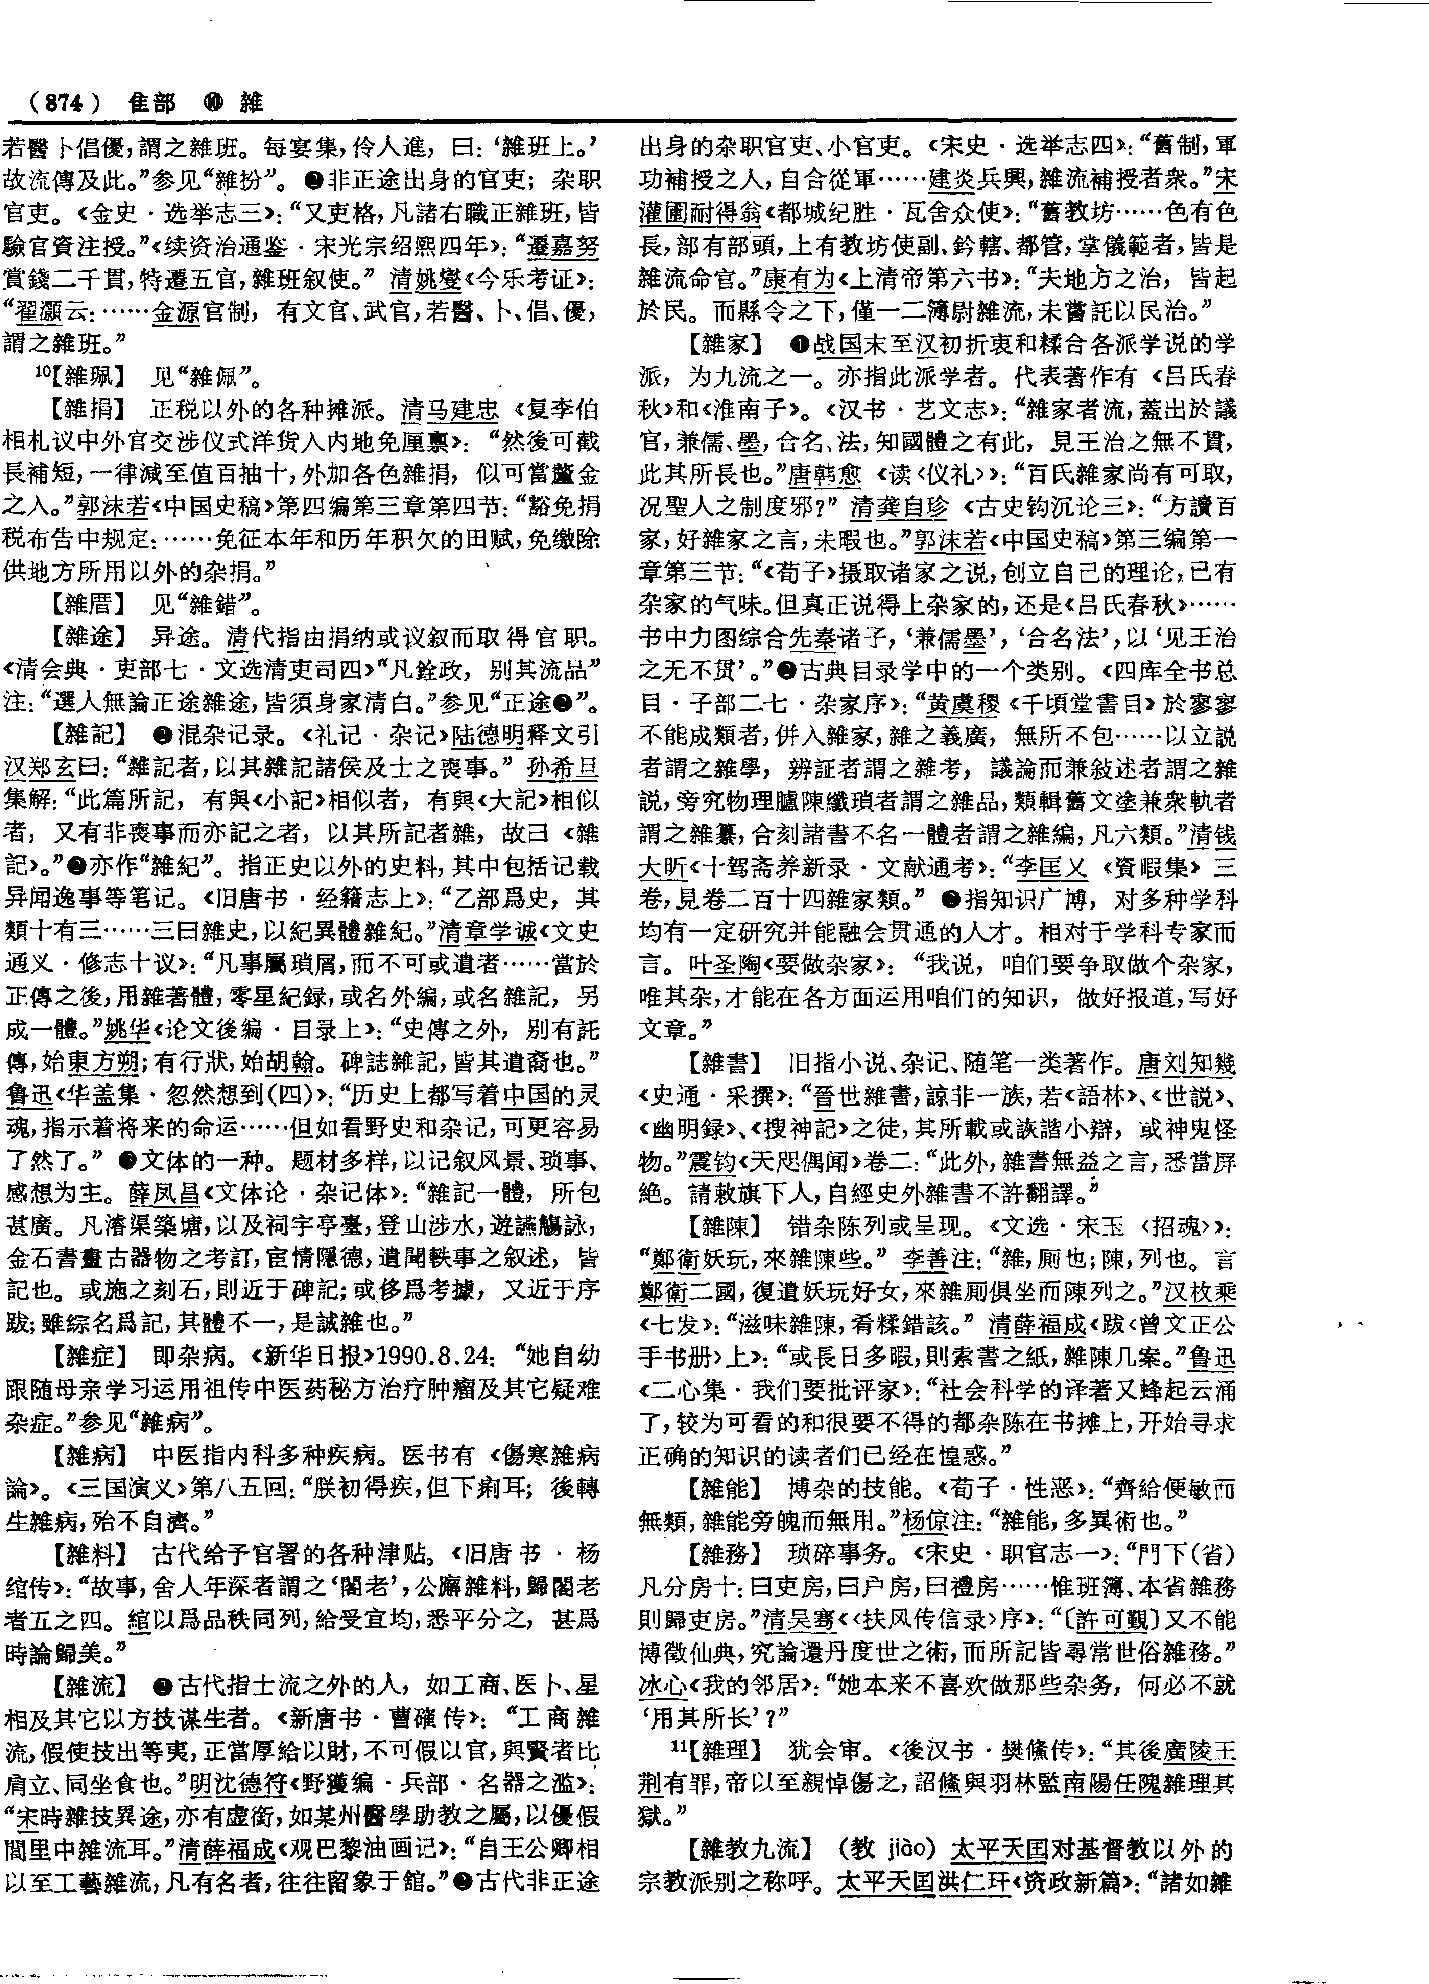 （874） 隹部 ⑩ 雜
若醫卜倡優，謂之雜班。每宴集，伶人進，曰：‘雜班上。’
故流傳及此。”参见“雜扮”。❷非正途出身的官吏；杂职
官吏。《金史·选举志三》：“又吏格，凡諸右職正雜班，皆
驗官資注授。”《续资治通鉴·宋光宗绍熙四年》：“遷嘉努
賞錢二千貫，特遷五官，雜班叙使。”清姚燮《今乐考证》：
“翟灝云：……金源官制，有文官、武官，若醫、卜、倡、優，
謂之雜班。”
¹⁰【雜珮】 见“雜佩”。
【雜捐】 正税以外的各种摊派。清马建忠《复李伯
相札议中外官交涉仪式洋货入内地免厘禀》：“然後可截
長補短，一律減至值百抽十，外加各色雜捐，似可當釐金
之入。”郭沫若《中国史稿》第四编第三章第四节：“豁免捐
税布告中规定：……免征本年和历年积欠的田赋，免缴除
供地方所用以外的杂捐。”
【雜厝】 见“雜錯”。
【雜途】 异途。清代指由捐纳或议叙而取得官职。
《清会典·吏部七·文选清吏司四》“凡銓政，别其流品”
注：“選人無論正途雜途，皆須身家清白。”参见“正途❷”。
【雜記】 ❶混杂记录。《礼记·杂记》陆德明释文引
汉郑玄曰：“雜記者，以其雜記諸侯及士之喪事。”孙希旦
集解：“此篇所記，有與《小記》相似者，有與《大記》相似
者，又有非喪事而亦記之者，以其所記者雜，故曰《雜
記》。”❷亦作“雜紀”。指正史以外的史料，其中包括记载
异闻逸事等笔记。《旧唐书·经籍志上》：“乙部爲史，其
類十有三……三曰雜史，以紀異體雜紀。”清章学诚《文史
通义·修志十议》：“凡事屬瑣屑，而不可或遺者……當於
正傳之後，用雜著體，零星紀録，或名外編，或名雜記，另
成一體。”姚华《论文後编·目录上》：“史傳之外，别有託
傳，始東方朔；有行狀，始胡翰。碑誌雜記，皆其遺裔也。”
鲁迅《华盖集·忽然想到（四）》：“历史上都写着中国的灵
魂，指示着将来的命运……但如看野史和杂记，可更容易
了然了。”❸文体的一种。题材多样，以记叙风景、琐事、
感想为主。薛凤昌《文体论·杂记体》：“雜記一體，所包
甚廣。凡濬渠築塘，以及祠宇亭臺，登山涉水，遊讌觴詠，
金石書畫古器物之考訂，宦情隱德，遺聞軼事之叙述，皆
記也。或施之刻石，則近于碑記；或侈爲考據，又近于序
跋；雖綜名爲記，其體不一，是誠雜也。”
【雜症】 即杂病。《新华日报》1990.8.24：“她自幼
跟随母亲学习运用祖传中医药秘方治疗肿瘤及其它疑难
杂症。”参见“雜病”。
【雜病】 中医指内科多种疾病。医书有《傷寒雜病
論》。《三国演义》第八五回：“朕初得疾，但下痢耳；後轉
生雜病，殆不自濟。”
【雜料】 古代给予官署的各种津贴。《旧唐书·杨
绾传》：“故事，舍人年深者謂之‘閣老’，公廨雜料，歸閣老
者五之四。綰以爲品秩同列，給受宜均，悉平分之，甚爲
時論歸美。”
【雜流】 ❶古代指士流之外的人，如工商、医卜、星
相及其它以方技谋生者。《新唐书·曹確传》：“工商雜
流，假使技出等夷，正當厚給以財，不可假以官，與賢者比
肩立、同坐食也。”明沈德符《野獲编·兵部·名器之滥》：
“宋時雜技異途，亦有虚銜，如某州醫學助教之屬，以優假
閭里中雜流耳。”清薛福成《观巴黎油画记》：“自王公卿相
以至工藝雜流，凡有名者，往往留象于館。”❷古代非正途
出身的杂职官吏、小官吏。《宋史·选举志四》：“舊制，軍
功補授之人，自合從軍……建炎兵興，雜流補授者衆。”宋
灌圃耐得翁《都城纪胜·瓦舍众伎》：“舊教坊……色有色
長，部有部頭，上有教坊使副、鈐轄、都管，掌儀範者，皆是
雜流命官。”康有为《上清帝第六书》：“夫地方之治，皆起
於民。而縣令之下，僅一二簿尉雜流，未嘗託以民治。”
【雜家】 ❶战国末至汉初折衷和糅合各派学说的学
派，为九流之一。亦指此派学者。代表著作有《吕氏春
秋》和《淮南子》。《汉书·艺文志》：“雜家者流，蓋出於議
官，兼儒、墨，合名、法，知國體之有此，見王治之無不貫，
此其所長也。”唐韩愈《读〈仪礼〉》：“百氏雜家尚有可取，
况聖人之制度邪？”清龚自珍《古史钩沉论三》：“方讀百
家，好雜家之言，未暇也。”郭沫若《中国史稿》第三编第一
章第三节：“《荀子》摄取诸家之说，创立自己的理论，已有
杂家的气味。但真正说得上杂家的，还是《吕氏春秋》……
书中力图综合先秦诸子，‘兼儒墨’，‘合名法’，以‘见王治
之无不贯’。”❷古典目录学中的一个类别。《四库全书总
目·子部二七·杂家序》：“黄虞稷《千頃堂書目》於寥寥
不能成類者，併入雜家，雜之義廣，無所不包……以立説
者謂之雜學，辨証者謂之雜考，議論而兼敍述者謂之雜
説，旁究物理臚陳纖瑣者謂之雜品，類輯舊文塗兼衆軌者
謂之雜纂，合刻諸書不名一體者謂之雜編，凡六類。”清钱
大昕《十驾斋养新录·文献通考》：“李匡乂《資暇集》三
卷，見卷二百十四雜家類。”❸指知识广博，对多种学科
均有一定研究并能融会贯通的人才。相对于学科专家而
言。叶圣陶《要做杂家》：“我说，咱们要争取做个杂家，
唯其杂，才能在各方面运用咱们的知识，做好报道，写好
文章。”
【雜書】 旧指小说、杂记、随笔一类著作。唐刘知幾
《史通·采撰》：“晉世雜書，諒非一族，若《語林》、《世説》、
《幽明録》、《搜神記》之徒，其所載或詼諧小辯，或神鬼怪
物。”震钧《天咫偶闻》卷二：“此外，雜書無益之言，悉當屏
絶。請敕旗下人，自經史外雜書不許翻譯。”
【雜陳】 错杂陈列或呈现。《文选·宋玉〈招魂〉》：
“鄭衛妖玩，來雜陳些。”李善注：“雜，厠也；陳，列也。言
鄭衛二國，復遺妖玩好女，來雜厠俱坐而陳列之。”汉枚乘
《七发》：“滋味雜陳，肴糅錯該。”清薛福成《跋〈曾文正公
手书册〉上》：“或長日多暇，則索書之紙，雜陳几案。”鲁迅
《二心集·我们要批评家》：“社会科学的译著又蜂起云涌
了，较为可看的和很要不得的都杂陈在书摊上，开始寻求
正确的知识的读者们已经在惶惑。”
【雜能】 博杂的技能。《荀子·性恶》：“齊給便敏而
無類，雜能旁魄而無用。”杨倞注：“雜能，多異術也。”
【雜務】 琐碎事务。《宋史·职官志一》：“門下（省）
凡分房十：曰吏房，曰户房，曰禮房……惟班簿、本省雜務
則歸吏房。”清吴骞《〈扶风传信录〉序》：“〔許可覲〕又不能
博徵仙典，究論還丹度世之術，而所記皆尋常世俗雜務。”
冰心《我的邻居》：“她本来不喜欢做那些杂务，何必不就
‘用其所长’？”
¹¹【雜理】 犹会审。《後汉书·樊儵传》：“其後廣陵王
荆有罪，帝以至親悼傷之，詔儵與羽林監南陽任隗雜理其
獄。”
【雜教九流】 （教 jiào）太平天囯对基督教以外的
宗教派别之称呼。太平天囯洪仁玕《资政新篇》：“諸如雜